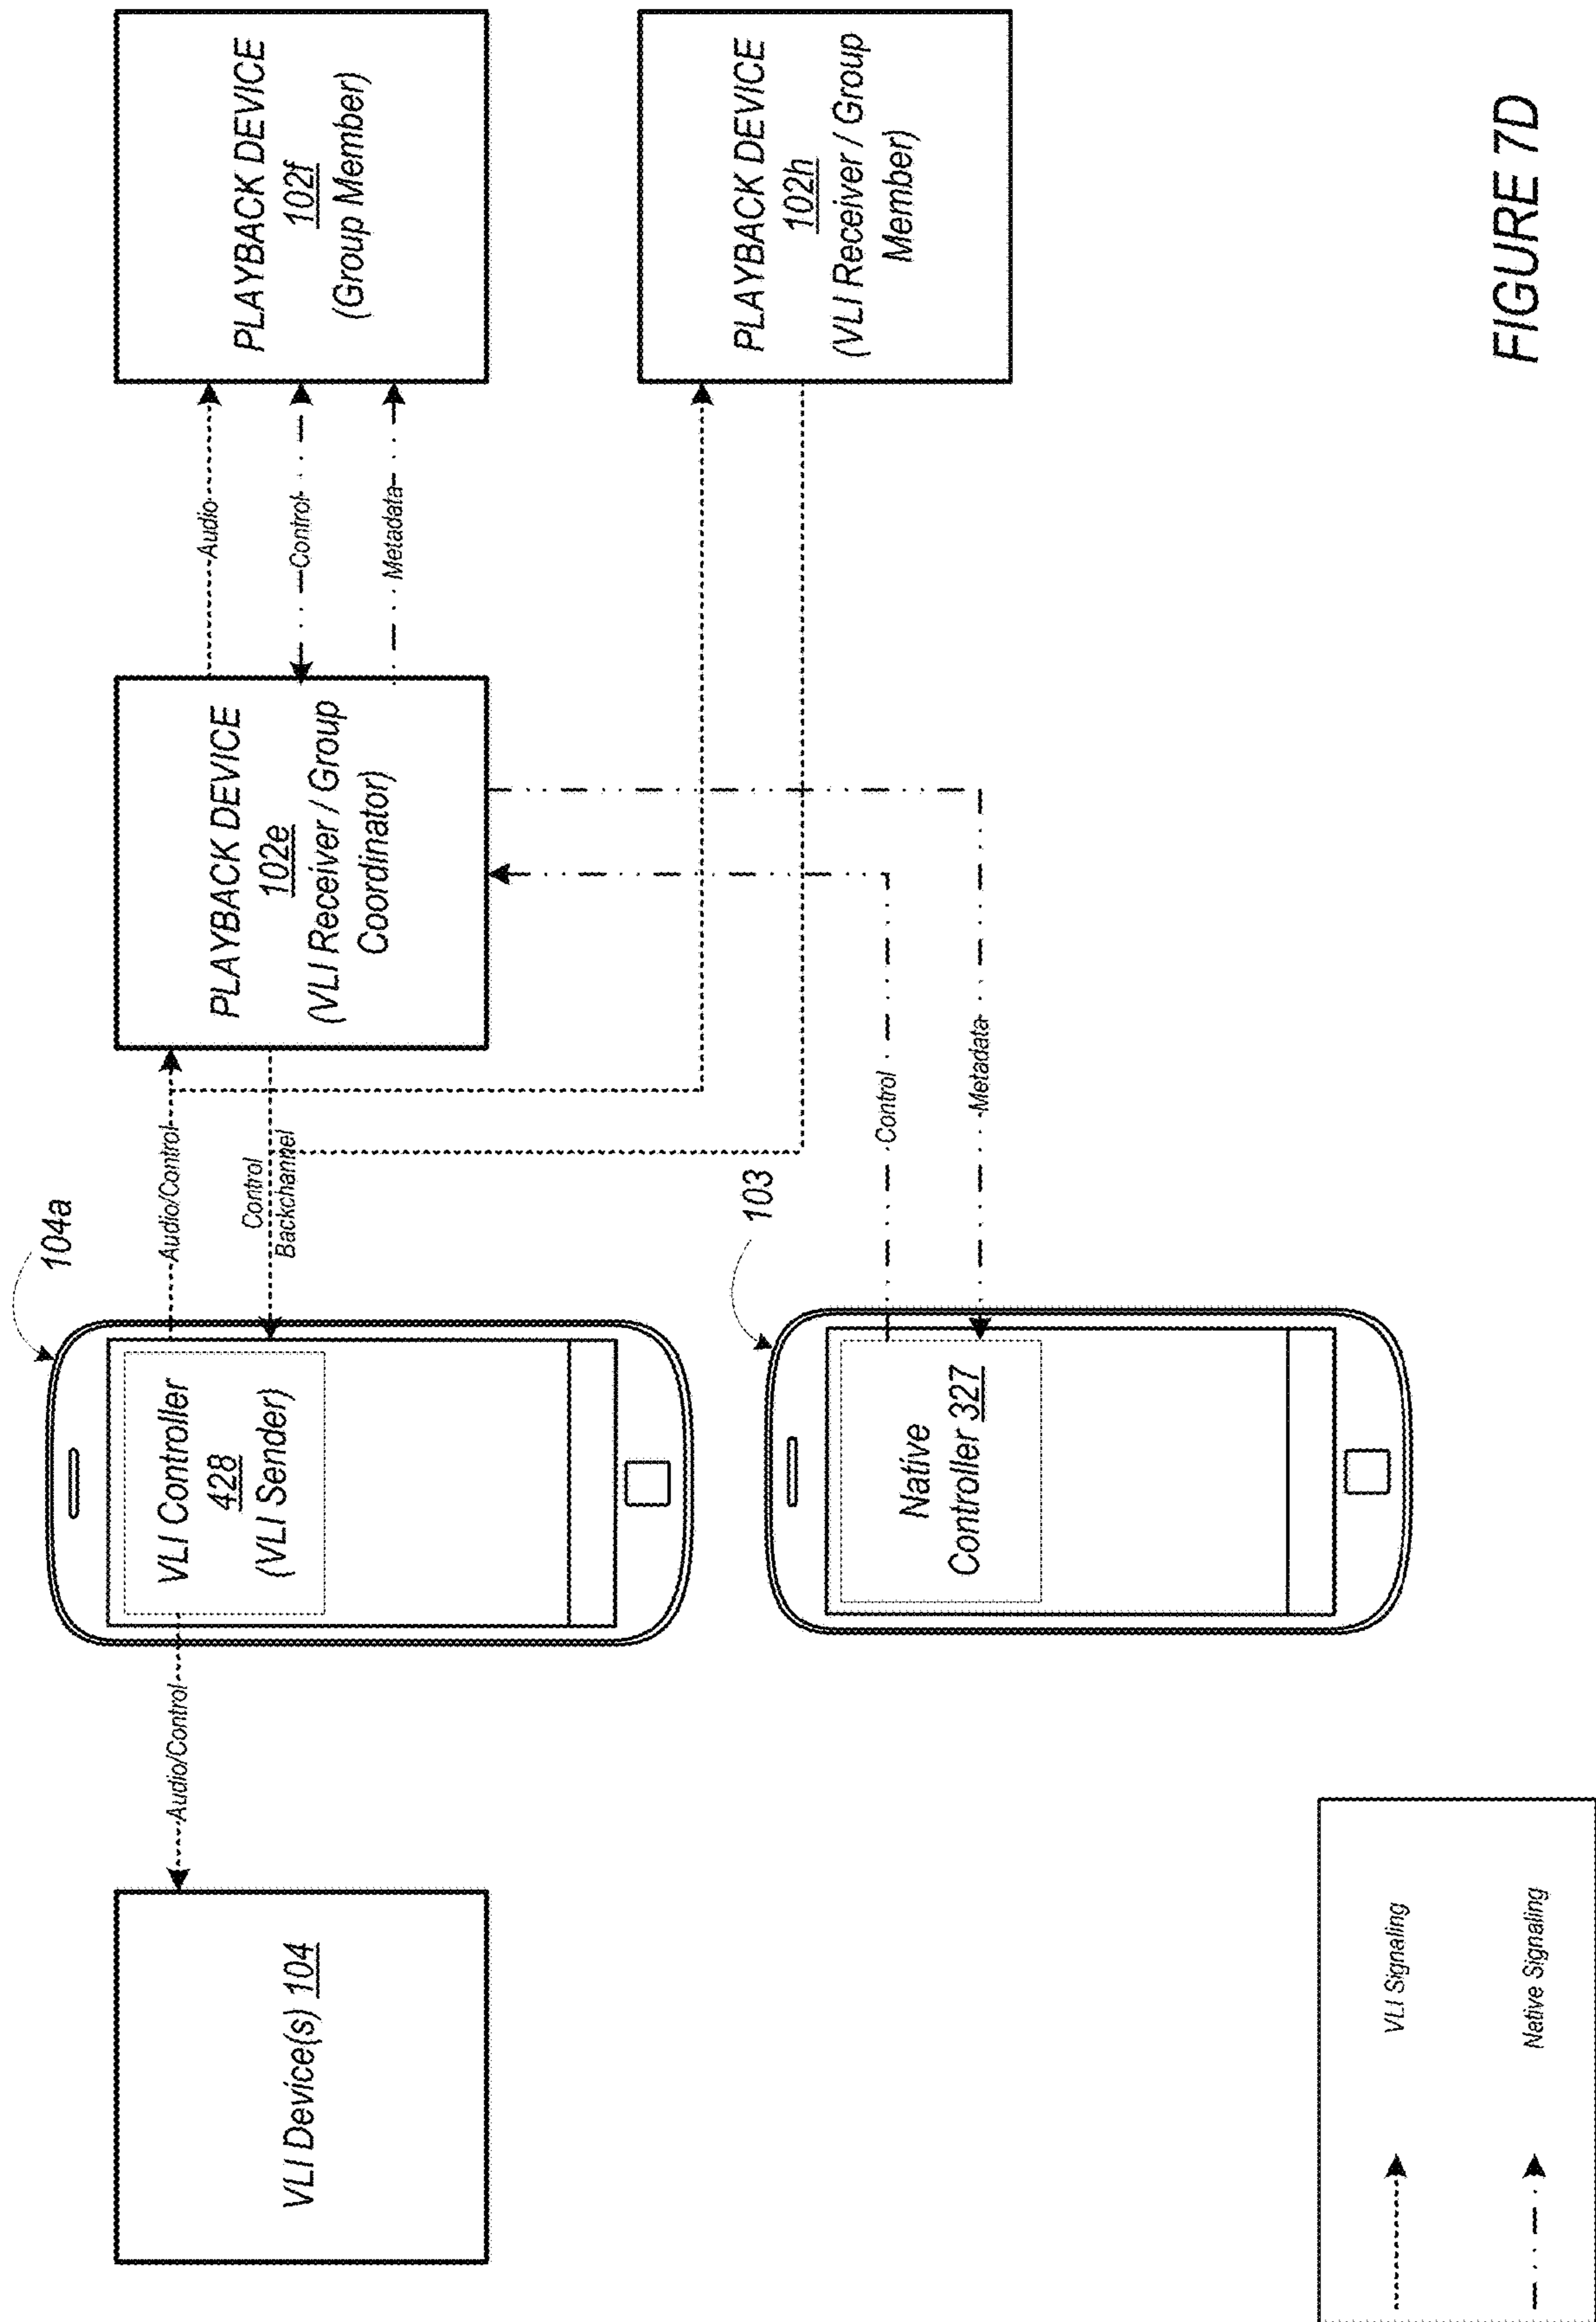 VLI Device(s) 104
Audio/Control
104a
VLI Controller
428
(VLI Sender)
Audio/Control
Control
Backchannel
PLAYBACK DEVICE
102e
(VLI Receiver / Group
Coordinator)
Audio
Control
Metadata
PLAYBACK DEVICE
102f
(Group Member)
PLAYBACK DEVICE
102h
(VLI Receiver / Group
Member)
103
Native
Controller 327
Control
Metadata
VLI Signaling
Native Signaling
FIGURE 7D